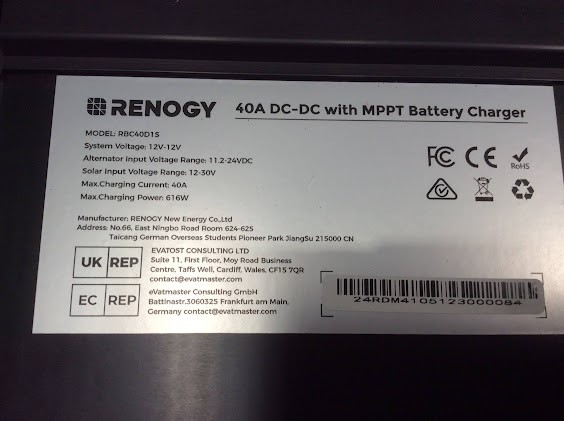 RENOGY 40A DC-DC with MPPT Battery Charger
MODEL: RBC40D1S
System Voltage: 12V-12V
Alternator Input Voltage Range: 11.2-24VDC
Solar Input Voltage Range: 12-30V
Max.Charging Current: 40A
Max.Charging Power: 616W
FC CE RoHS
Manufacturer: RENOGY New Energy Co.,Ltd
Address: No.66, East Ningbo Road Room 624-625
Taicang German Overseas Students Pioneer Park JiangSu 215000 CN
UK REP
EVATOST CONSULTING LTD
Suite 11, First Floor, Moy Road Business
Centre, Taffs Well, Cardiff, Wales, CF15 7QR
contact@evatmaster.com
EC REP
eVatmaster Consulting GmbH
Battinastr.3060325 Frankfurt am Main,
Germany contact@evatmaster.com
24RDM4105123000084